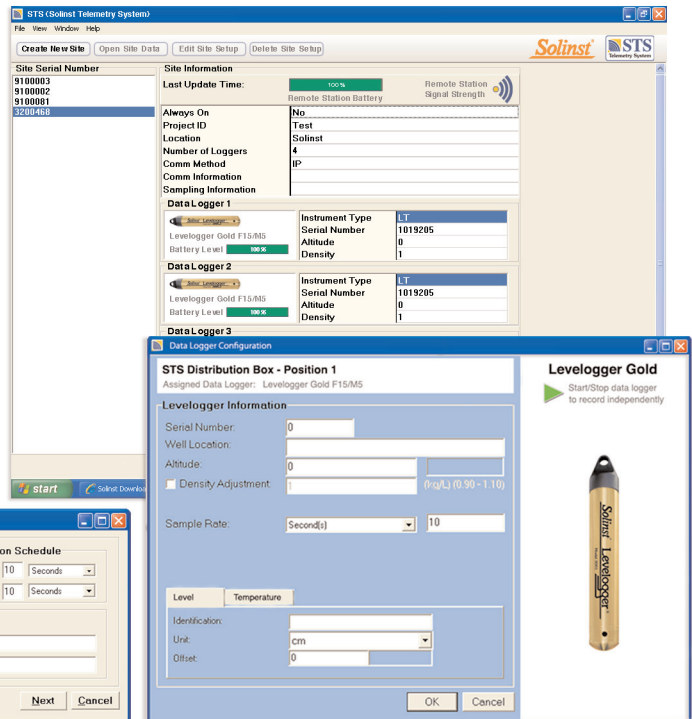 STS (Solinst Telemetry System)
File View Window Help
Create New Site Open Site Data Edit Site Setup Delete Site Setup
Solinst STS
Telemetry System
Site Serial Number
9100003
9100002
9100081
3200468
Site Information
Last Update Time: 100 % Remote Station
Remote Station Battery Signal Strength
Always On No
Project ID Test
Location Solinst
Number of Loggers 4
Comm Method IP
Comm Information
Sampling Information
Data Logger 1
Solinst Levelogger
Levelogger Gold F15/M5
Battery Level 100 %
Instrument Type LT
Serial Number 1019205
Altitude 0
Density 1
Data Logger 2
Solinst Levelogger
Levelogger Gold F15/M5
Battery Level 100 %
Instrument Type LT
Serial Number 1019205
Altitude 0
Density 1
Data Logger 3
start Solinst Downloa
Data Logger Configuration
STS Distribution Box - Position 1
Assigned Data Logger: Levelogger Gold F15/M5
Levelogger Information
Serial Number: 0
Well Location:
Altitude: 0
Density Adjustment: 1 (kg/L) (0.90 - 1.10)
Sample Rate: Second(s) 10
Level Temperature
Identification:
Unit: cm
Offset: 0
OK Cancel
Levelogger Gold
Start/Stop data logger
to record independently
Solinst Levelogger
on Schedule
10 Seconds
10 Seconds
Next Cancel